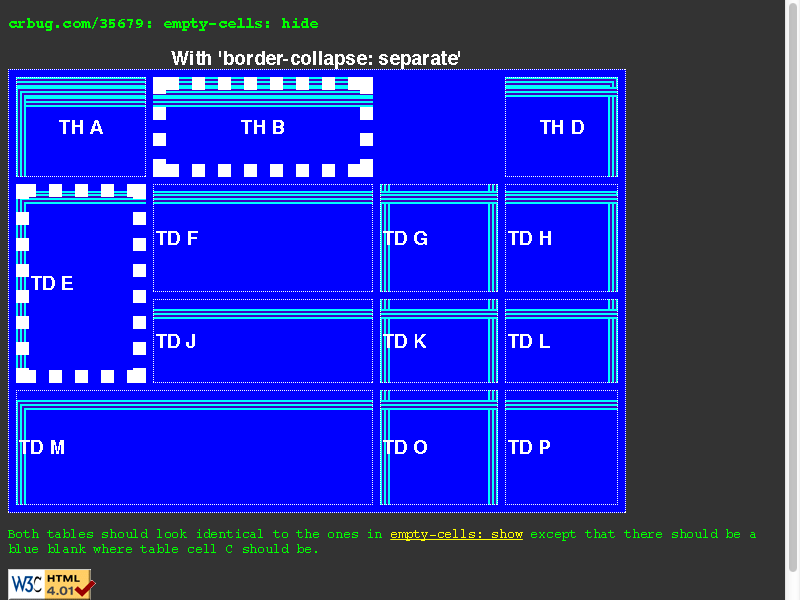 crbug.com/35679: empty-cells: hide
With 'border-collapse: separate'
TH A
TH B
TH D
TD E
TD F
TD G
TD H
TD J
TD K
TD L
TD M
TD O
TD P
Both tables should look identical to the ones in empty-cells: show except that there should be a
blue blank where table cell C should be.
W3C HTML 4.01